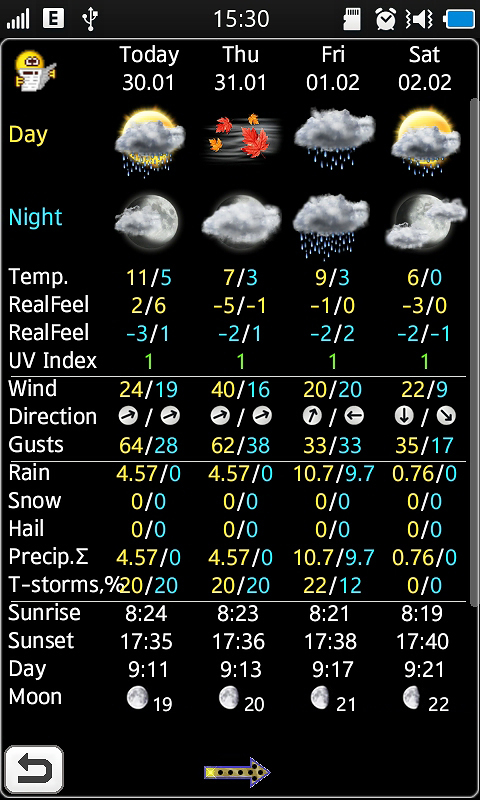 E 15:30
Today Thu Fri Sat
30.01 31.01 01.02 02.02
Day
Night
Temp. 11/5 7/3 9/3 6/0
RealFeel 2/6 -5/-1 -1/0 -3/0
RealFeel -3/1 -2/1 -2/2 -2/-1
UV Index 1 1 1 1
Wind 24/19 40/16 20/20 22/9
Direction / / / /
Gusts 64/28 62/38 33/33 35/17
Rain 4.57/0 4.57/0 10.7/9.7 0.76/0
Snow 0/0 0/0 0/0 0/0
Hail 0/0 0/0 0/0 0/0
Precip.Σ 4.57/0 4.57/0 10.7/9.7 0.76/0
T-storms,% 20/20 20/20 22/12 0/0
Sunrise 8:24 8:23 8:21 8:19
Sunset 17:35 17:36 17:38 17:40
Day 9:11 9:13 9:17 9:21
Moon 19 20 21 22